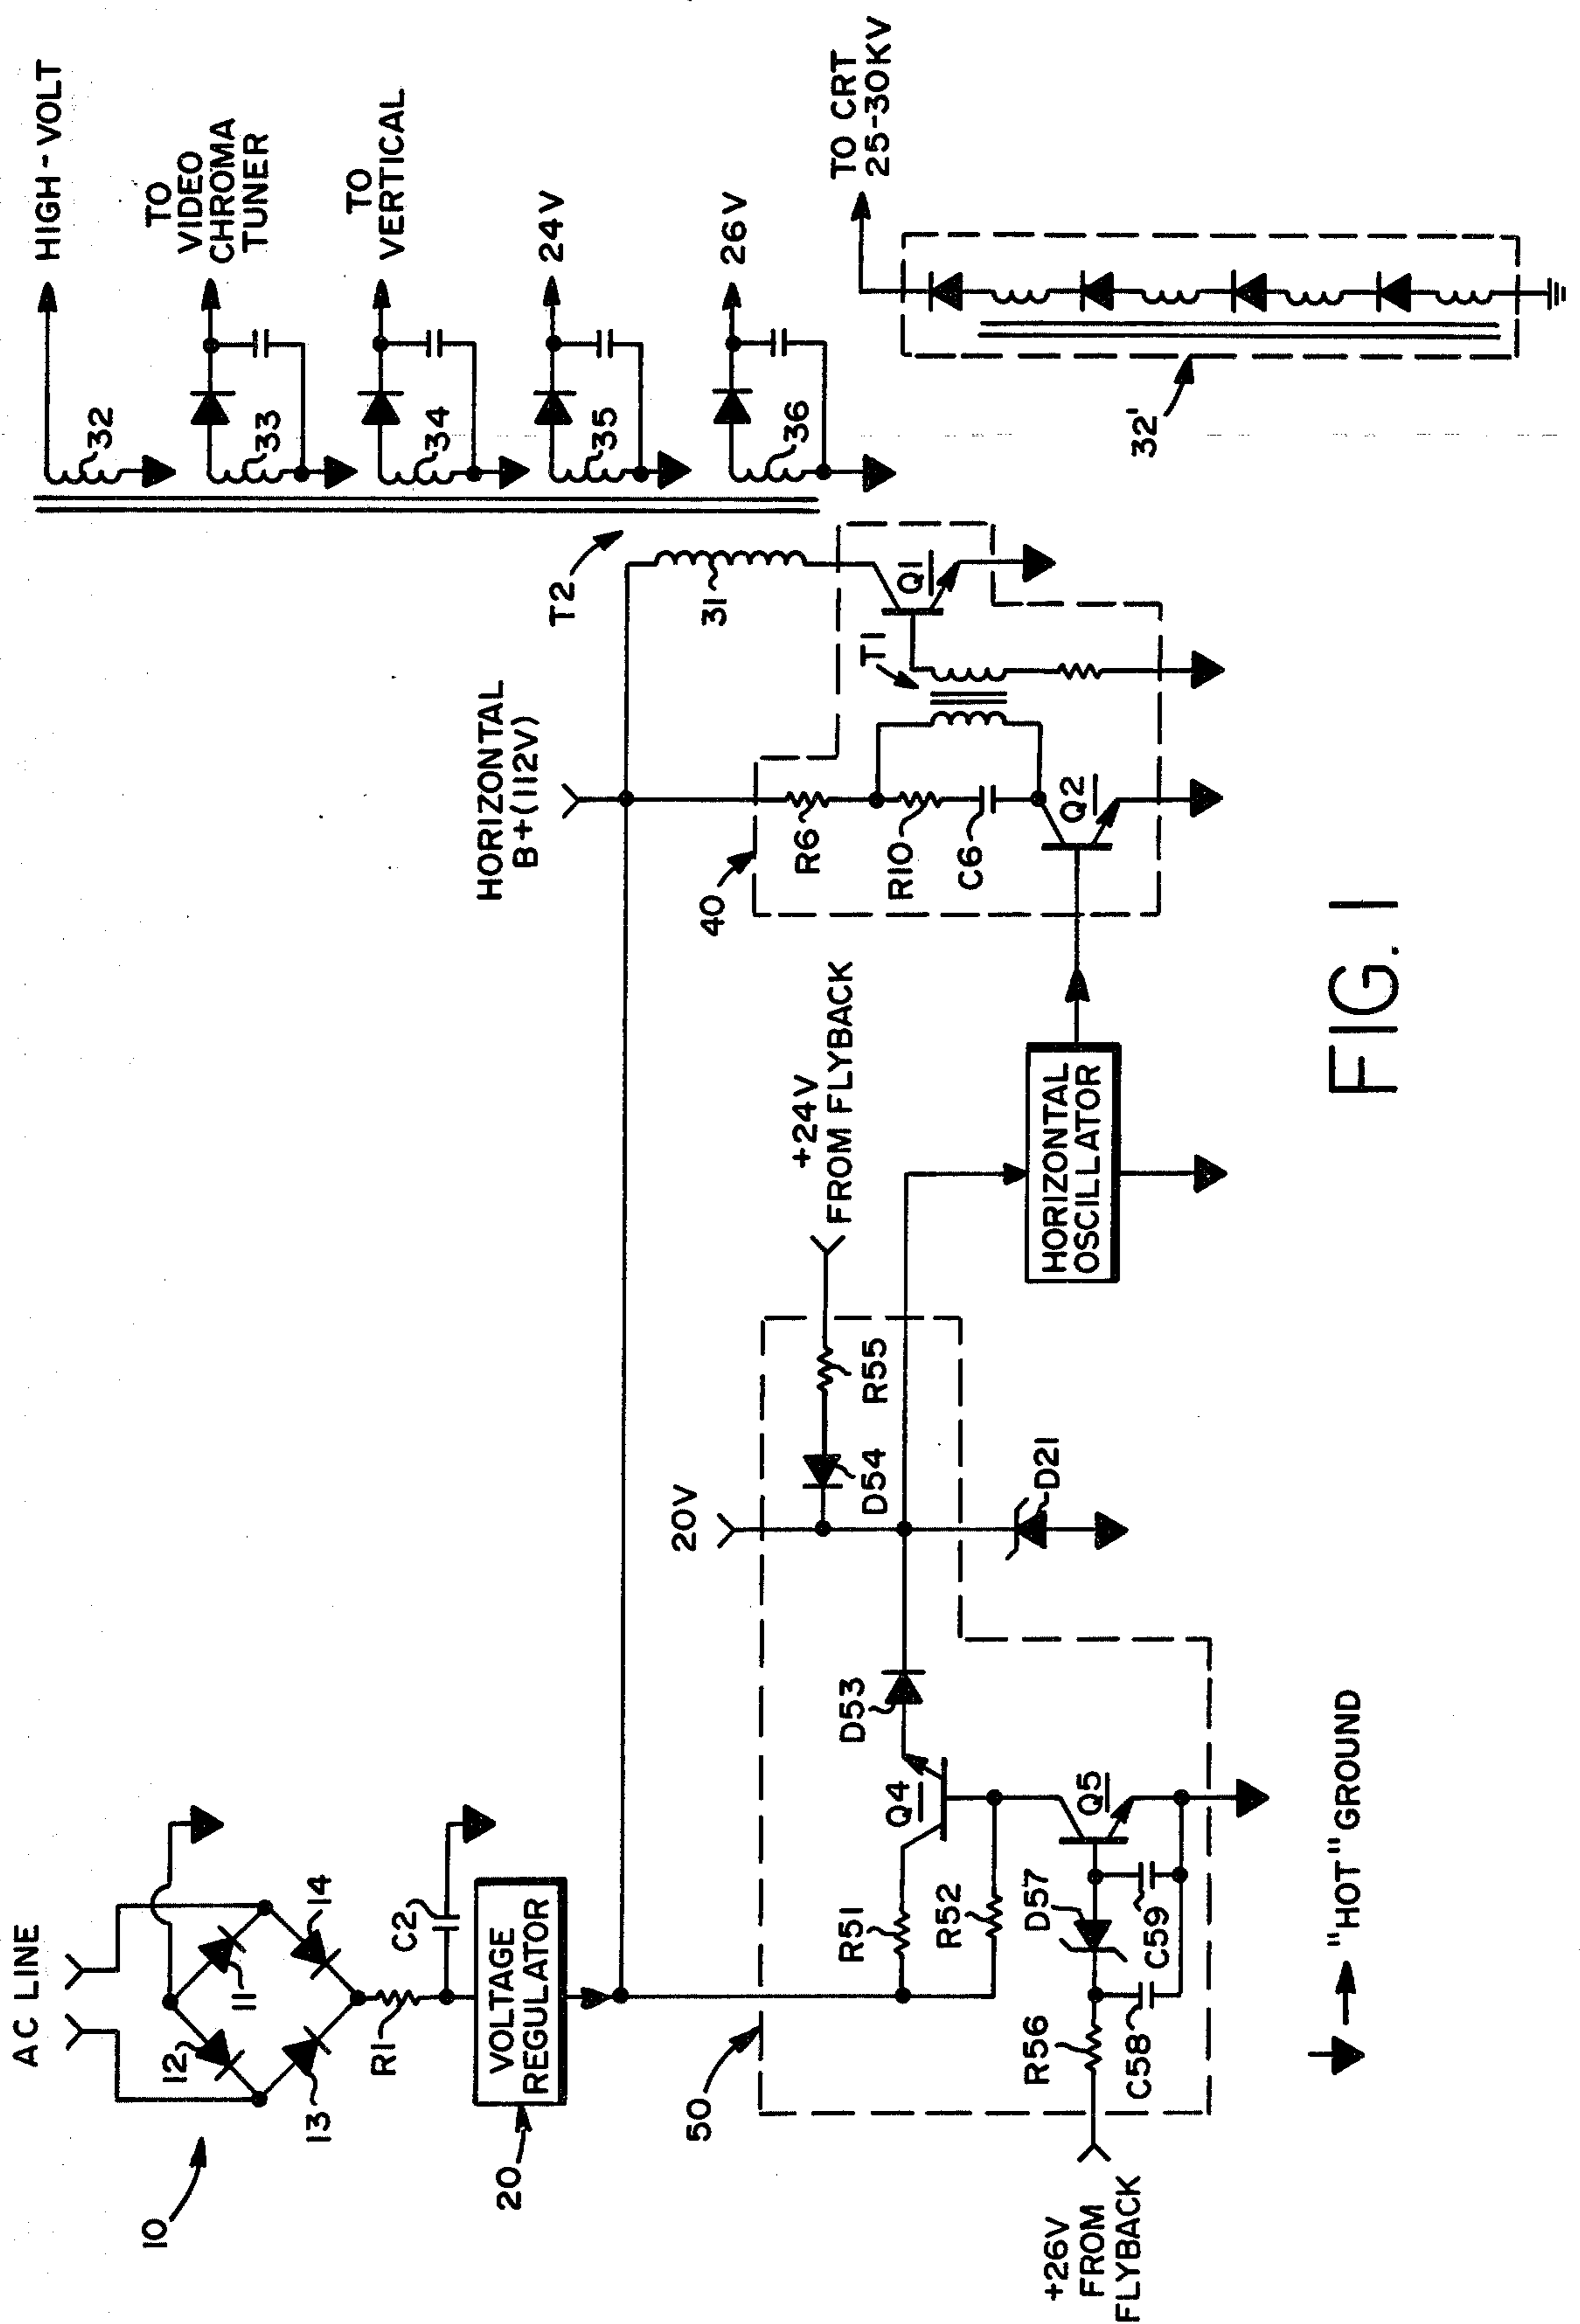 AC LINE
10
11
12
13
14
R1
C2
VOLTAGE
REGULATOR
20
HORIZONTAL
B+(112V)
T2
31
HIGH-VOLT
32
TO
VIDEO
CHROMA
TUNER
33
TO
VERTICAL
34
24V
35
26V
36
TO CRT
25-30KV
32'
40
R6
R10
C6
Q2
T1
Q1
50
20V
+24V
FROM FLYBACK
D54
R55
D53
Q4
R51
R52
D57
Q5
R56
C58
C59
D21
+26V
FROM
FLYBACK
HORIZONTAL
OSCILLATOR
"HOT" GROUND
FIG. 1